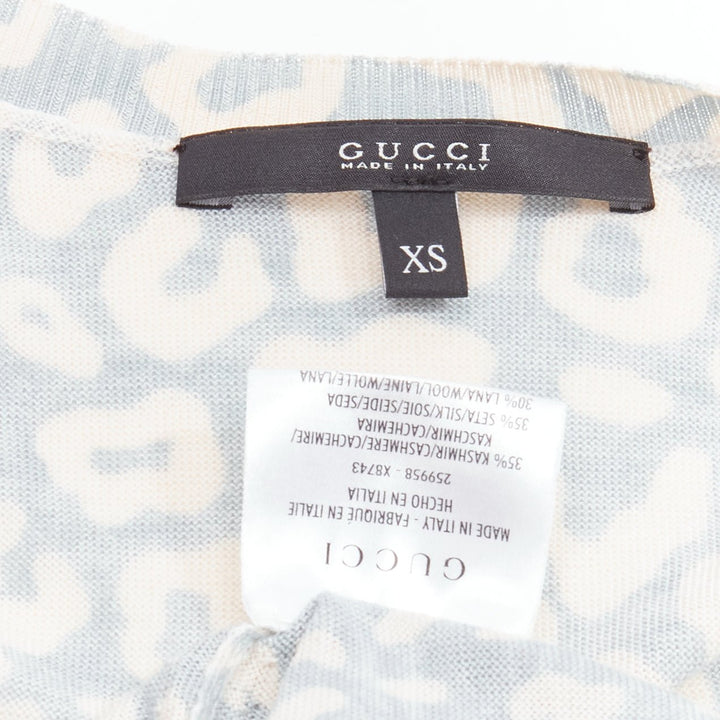 GUCCI
MADE IN ITALY
XS
GUCCI
MADE IN ITALY - FABRIQUÉ EN ITALIE
HECHO EN ITALIA
259958 - X8743
35% KASHMIR/CASHMERE/CACHEMIRE/
KASCHMIR/CACHEMIRA
35% SETA/SILK/SOIE/SEIDE/SEDA
30% LANA/WOOL/LAINE/WOLLE/LANA